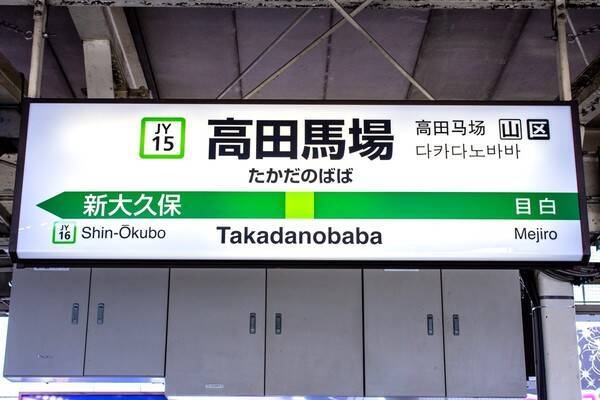 JY
15
高田馬場
高田马场 山 区
다카다노바바
たかだのばば
新大久保
目白
JY
16
Shin-Ōkubo
Takadanobaba
Mejiro